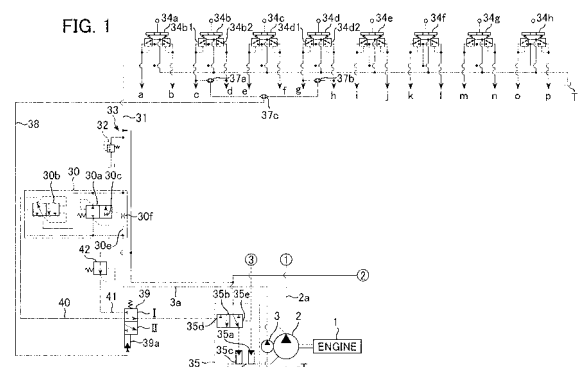 FIG. 1
34a 34b 34c 34d 34e 34f 34g 34h
34b1 34b2 34d1 34d2
37a 37b
a b c d e f g h i j k l m n o p T
37c
38
31
33
32
30
30b 30a 30c
30f
30e
42
③ ① ②
40 41 39 3a 2a
I
II
35b 35e
35d
35a
3 2 1
ENGINE
39a
35c
35
T